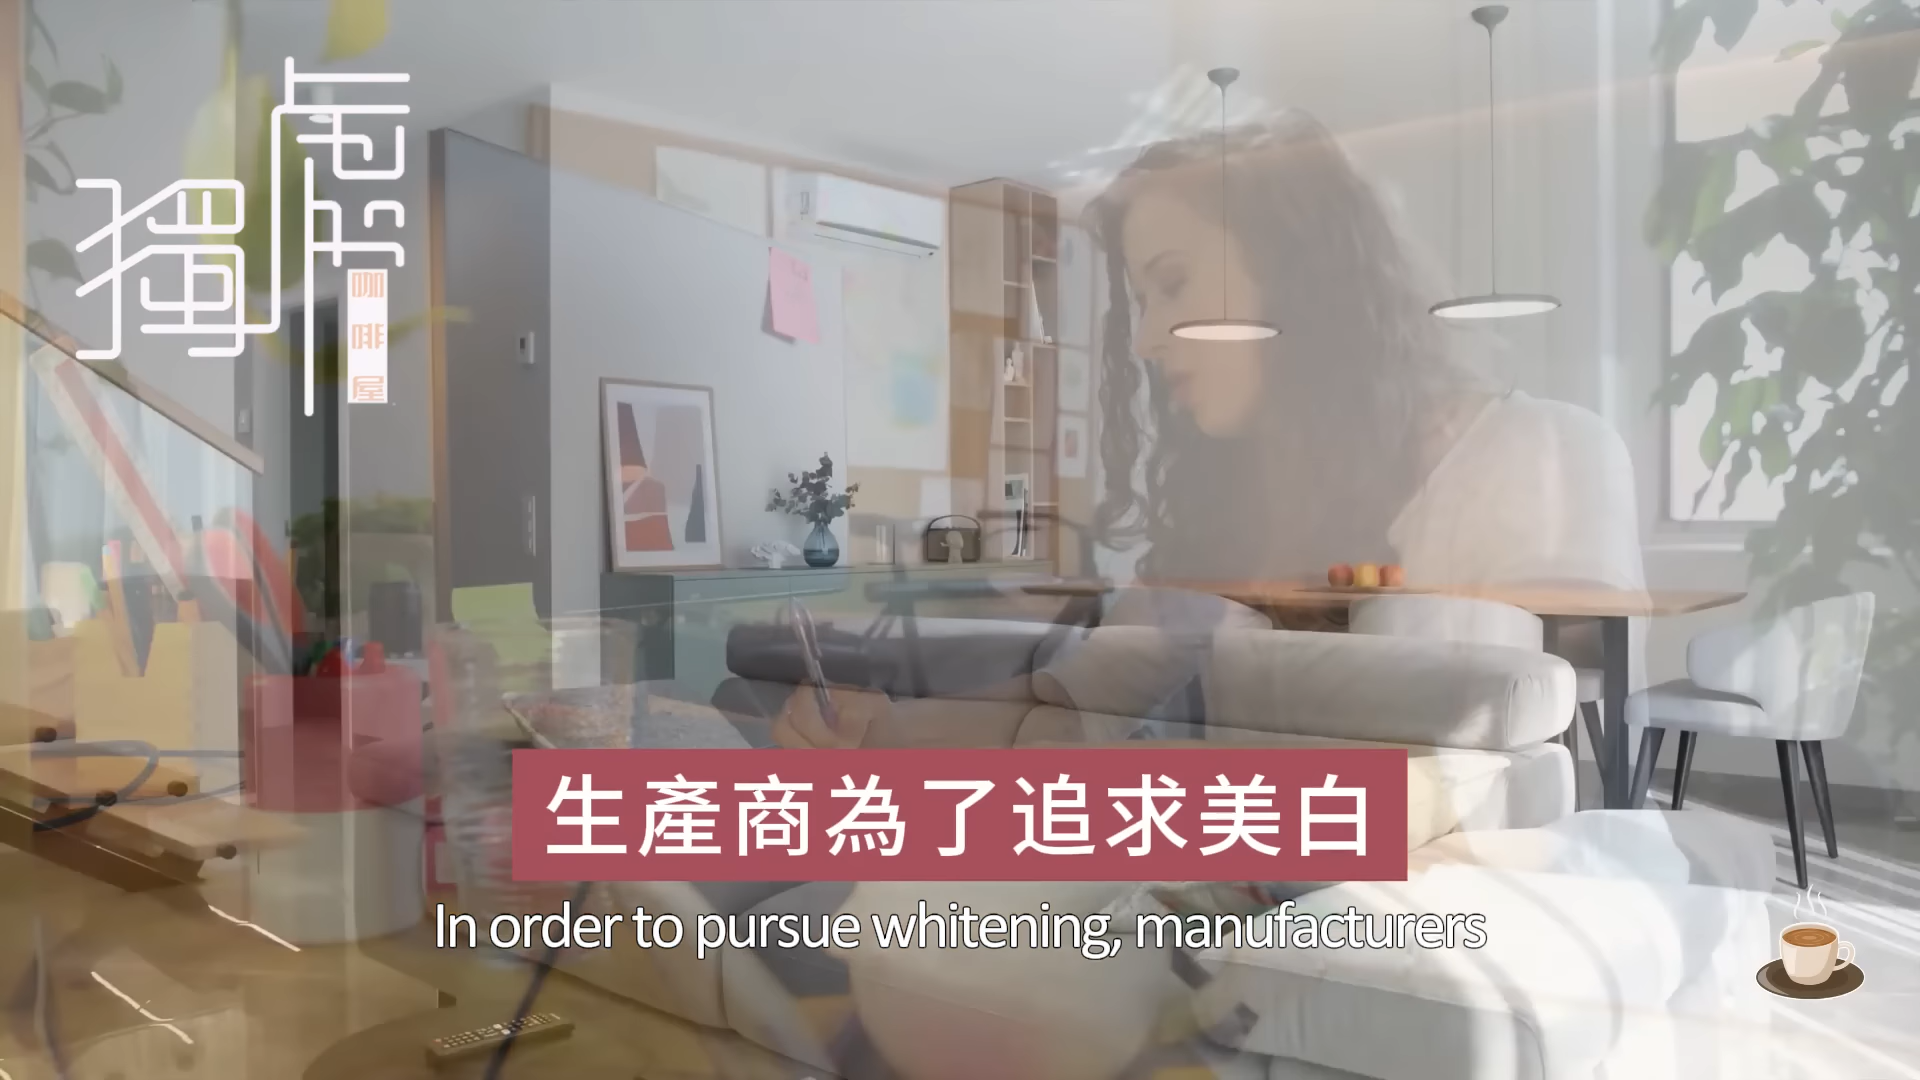 獨處
咖啡屋
生產商為了追求美白
In order to pursue whitening, manufacturers